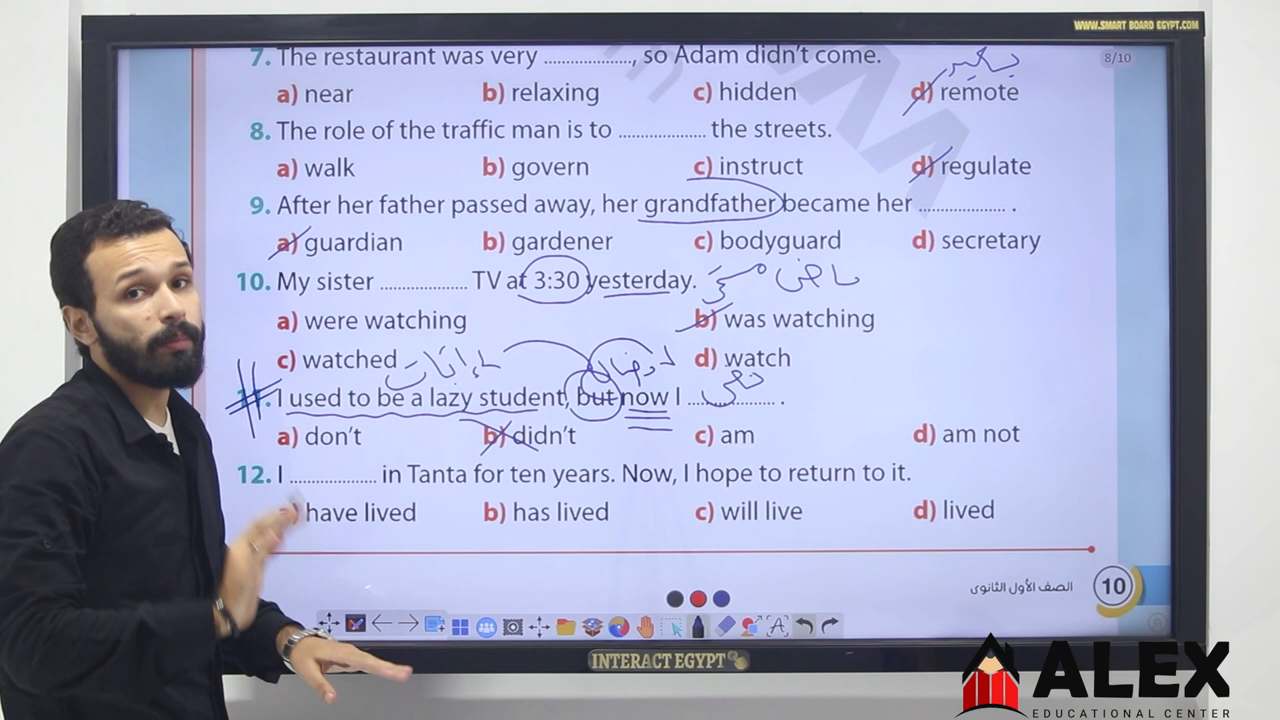 WWW.SMART BOARD EGYPT.COM
7. The restaurant was very ..................., so Adam didn't come.
8/10
بعيد
a) near b) relaxing c) hidden d) remote
8. The role of the traffic man is to ................... the streets.
a) walk b) govern c) instruct d) regulate
9. After her father passed away, her grandfather became her ................... .
a) guardian b) gardener c) bodyguard d) secretary
10. My sister ................... TV at 3:30 yesterday. ماضي مستمر
a) were watching b) was watching
c) watched d) watch
11. I used to be a lazy student, but now I ................... .
a) don't b) didn't c) am d) am not
12. I ................... in Tanta for ten years. Now, I hope to return to it.
a) have lived b) has lived c) will live d) lived
الصف الأول الثانوى
10
INTERACT EGYPT
ALEX
EDUCATIONAL CENTER